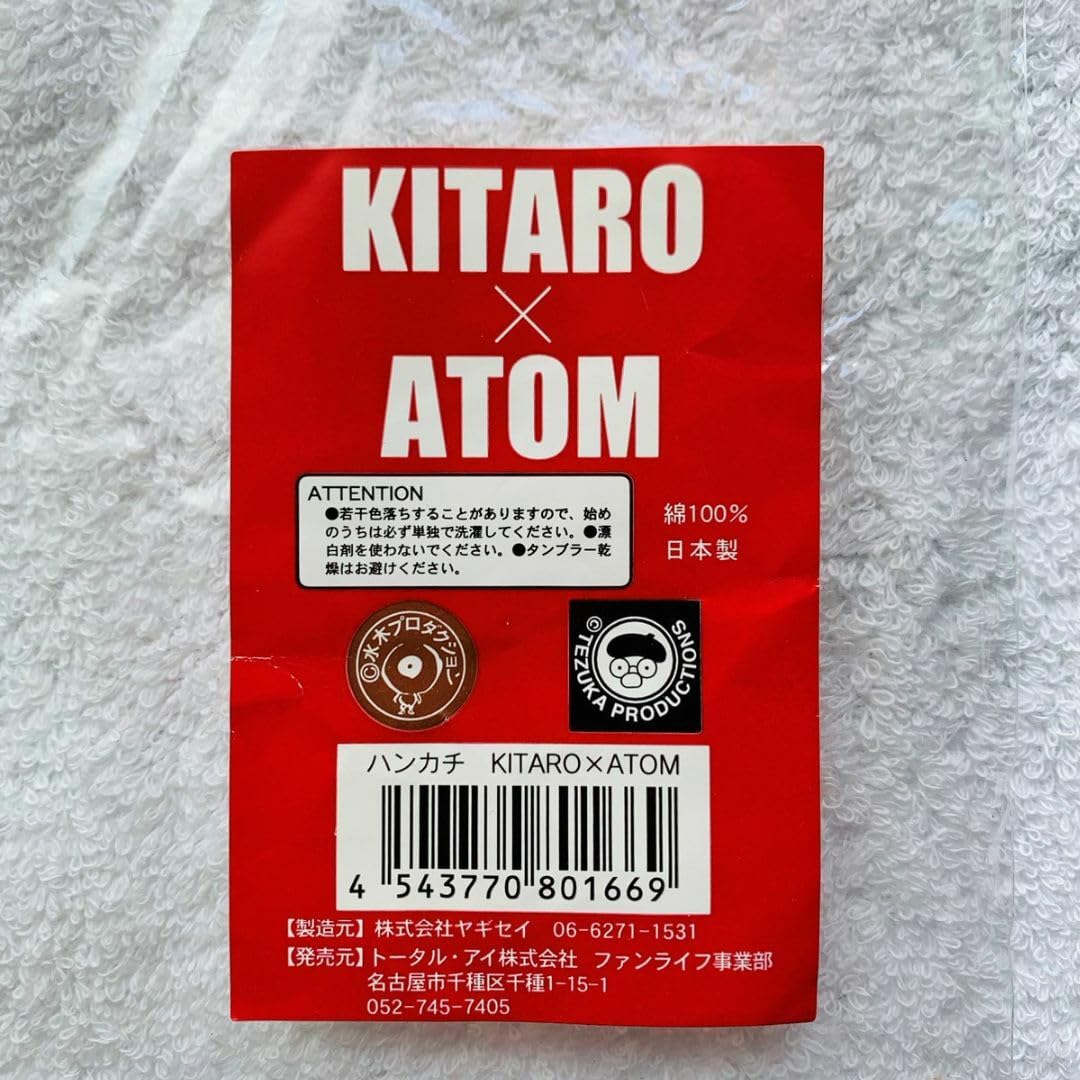 KITARO
×
ATOM
ATTENTION
●若干色落ちすることがありますので、始め
のうちは必ず単独で洗濯してください。●漂
白剤を使わないでください。●タンブラー乾
燥はお避けください。
綿100%
日本製
©水木プロダクション
©TEZUKA PRODUCTIONS
ハンカチ KITARO×ATOM
4 543770 801669
【製造元】株式会社ヤギセイ 06-6271-1531
【発売元】トータル・アイ株式会社 ファンライフ事業部
名古屋市千種区千種1-15-1
052-745-7405